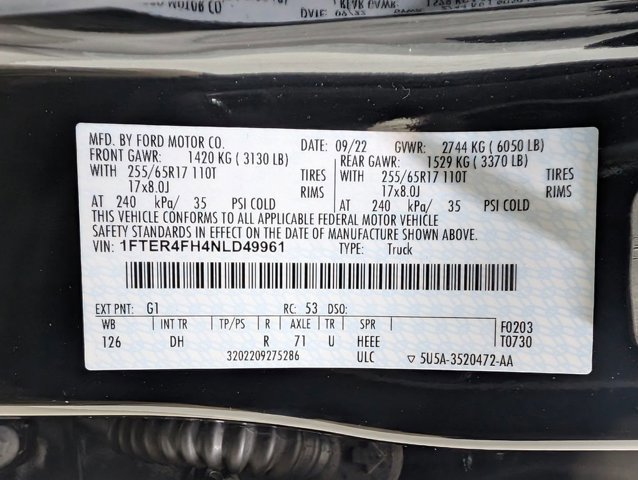 MFD. BY FORD MOTOR CO. DATE: 09/22 GVWR: 2744 KG ( 6050 LB)
FRONT GAWR: 1420 KG ( 3130 LB) REAR GAWR: 1529 KG ( 3370 LB)
WITH 255/65R17 110T TIRES WITH 255/65R17 110T TIRES
17x8.0J RIMS 17x8.0J RIMS
AT 240 kPa/ 35 PSI COLD AT 240 kPa/ 35 PSI COLD
THIS VEHICLE CONFORMS TO ALL APPLICABLE FEDERAL MOTOR VEHICLE
SAFETY STANDARDS IN EFFECT ON THE DATE OF MANUFACTURE SHOWN ABOVE.
VIN: 1FTER4FH4NLD49961 TYPE: Truck
EXT PNT: G1 RC: 53 DSO:
WB INT TR TP/PS R AXLE TR SPR F0203
126 DH R 71 U HEEE T0730
3202209275286 ULC ▽ 5U5A-3520472-AA